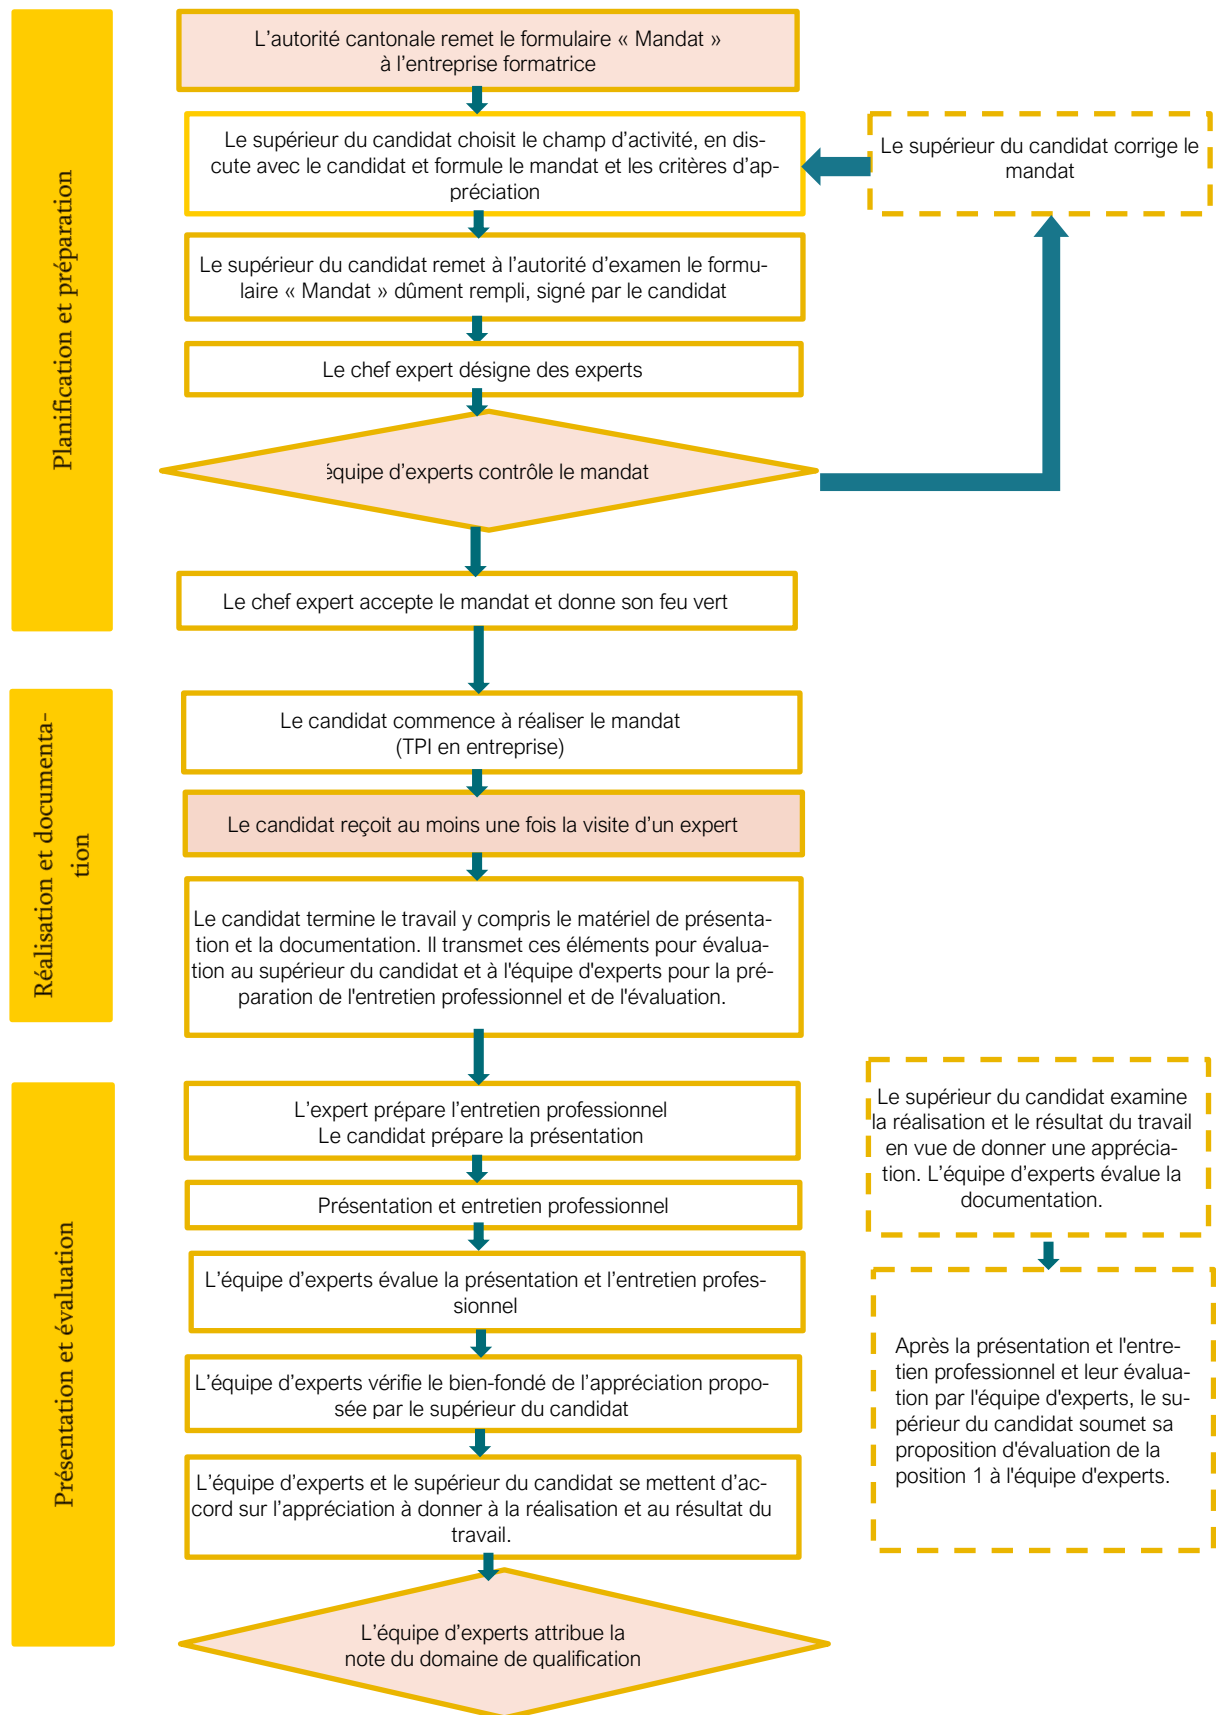 Planification et préparation
L'autorité cantonale remet le formulaire « Mandat »
à l'entreprise formatrice
Le supérieur du candidat choisit le champ d'activité, en dis-
cute avec le candidat et formule le mandat et les critères d'ap-
préciation
Le supérieur du candidat corrige le
mandat
Le supérieur du candidat remet à l'autorité d'examen le formu-
laire « Mandat » dûment rempli, signé par le candidat
Le chef expert désigne des experts
équipe d'experts contrôle le mandat
Le chef expert accepte le mandat et donne son feu vert
Réalisation et documenta-
tion
Le candidat commence à réaliser le mandat
(TPI en entreprise)
Le candidat reçoit au moins une fois la visite d'un expert
Le candidat termine le travail y compris le matériel de présenta-
tion et la documentation. Il transmet ces éléments pour évalua-
tion au supérieur du candidat et à l'équipe d'experts pour la pré-
paration de l'entretien professionnel et de l'évaluation.
Présentation et évaluation
L'expert prépare l'entretien professionnel
Le candidat prépare la présentation
Présentation et entretien professionnel
L'équipe d'experts évalue la présentation et l'entretien profes-
sionnel
L'équipe d'experts vérifie le bien-fondé de l'appréciation propo-
sée par le supérieur du candidat
L'équipe d'experts et le supérieur du candidat se mettent d'ac-
cord sur l'appréciation à donner à la réalisation et au résultat du
travail.
L'équipe d'experts attribue la
note du domaine de qualification
Le supérieur du candidat examine
la réalisation et le résultat du travail
en vue de donner une apprécia-
tion. L'équipe d'experts évalue la
documentation.
Après la présentation et l'entre-
tien professionnel et leur évalua-
tion par l'équipe d'experts, le su-
périeur du candidat soumet sa
proposition d'évaluation de la
position 1 à l'équipe d'experts.